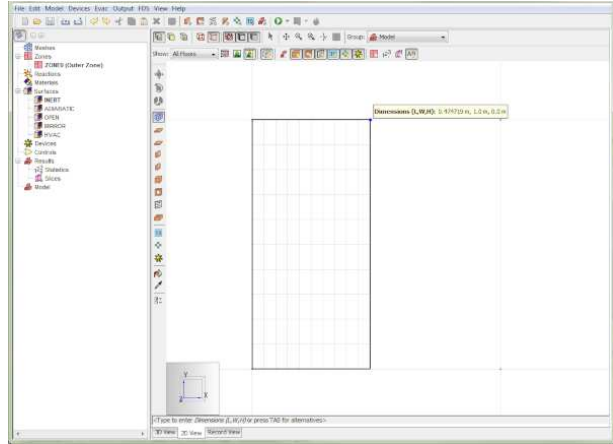 File Edit Model Devices Evac Output FDS View Help
Group: Model
Meshes
Zones
ZONE0 (Outer Zone)
Reactions
Materials
Surfaces
INERT
ADIABATIC
OPEN
MIRROR
HVAC
Devices
Controls
Results
Statistics
Slices
Model
Show: All Floors
Dimensions (L,W,H): 0.474719 m, 1.0 m, 0.0 m
Y
Z X
<Type to enter Dimensions (L,W,H) or press TAB for alternatives>
3D View 2D View Record View